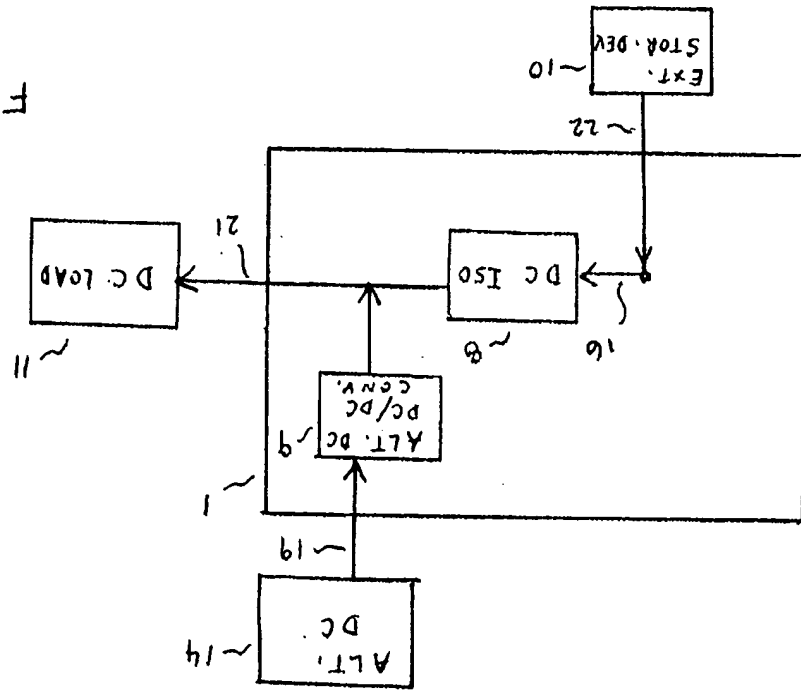 ALT.
DC
14
19
1
ALT. DC
DC/DC
CONV.
9
16
8
11
DC ISO
DC LOAD
21
22
EXT.
STOR. DEV
10